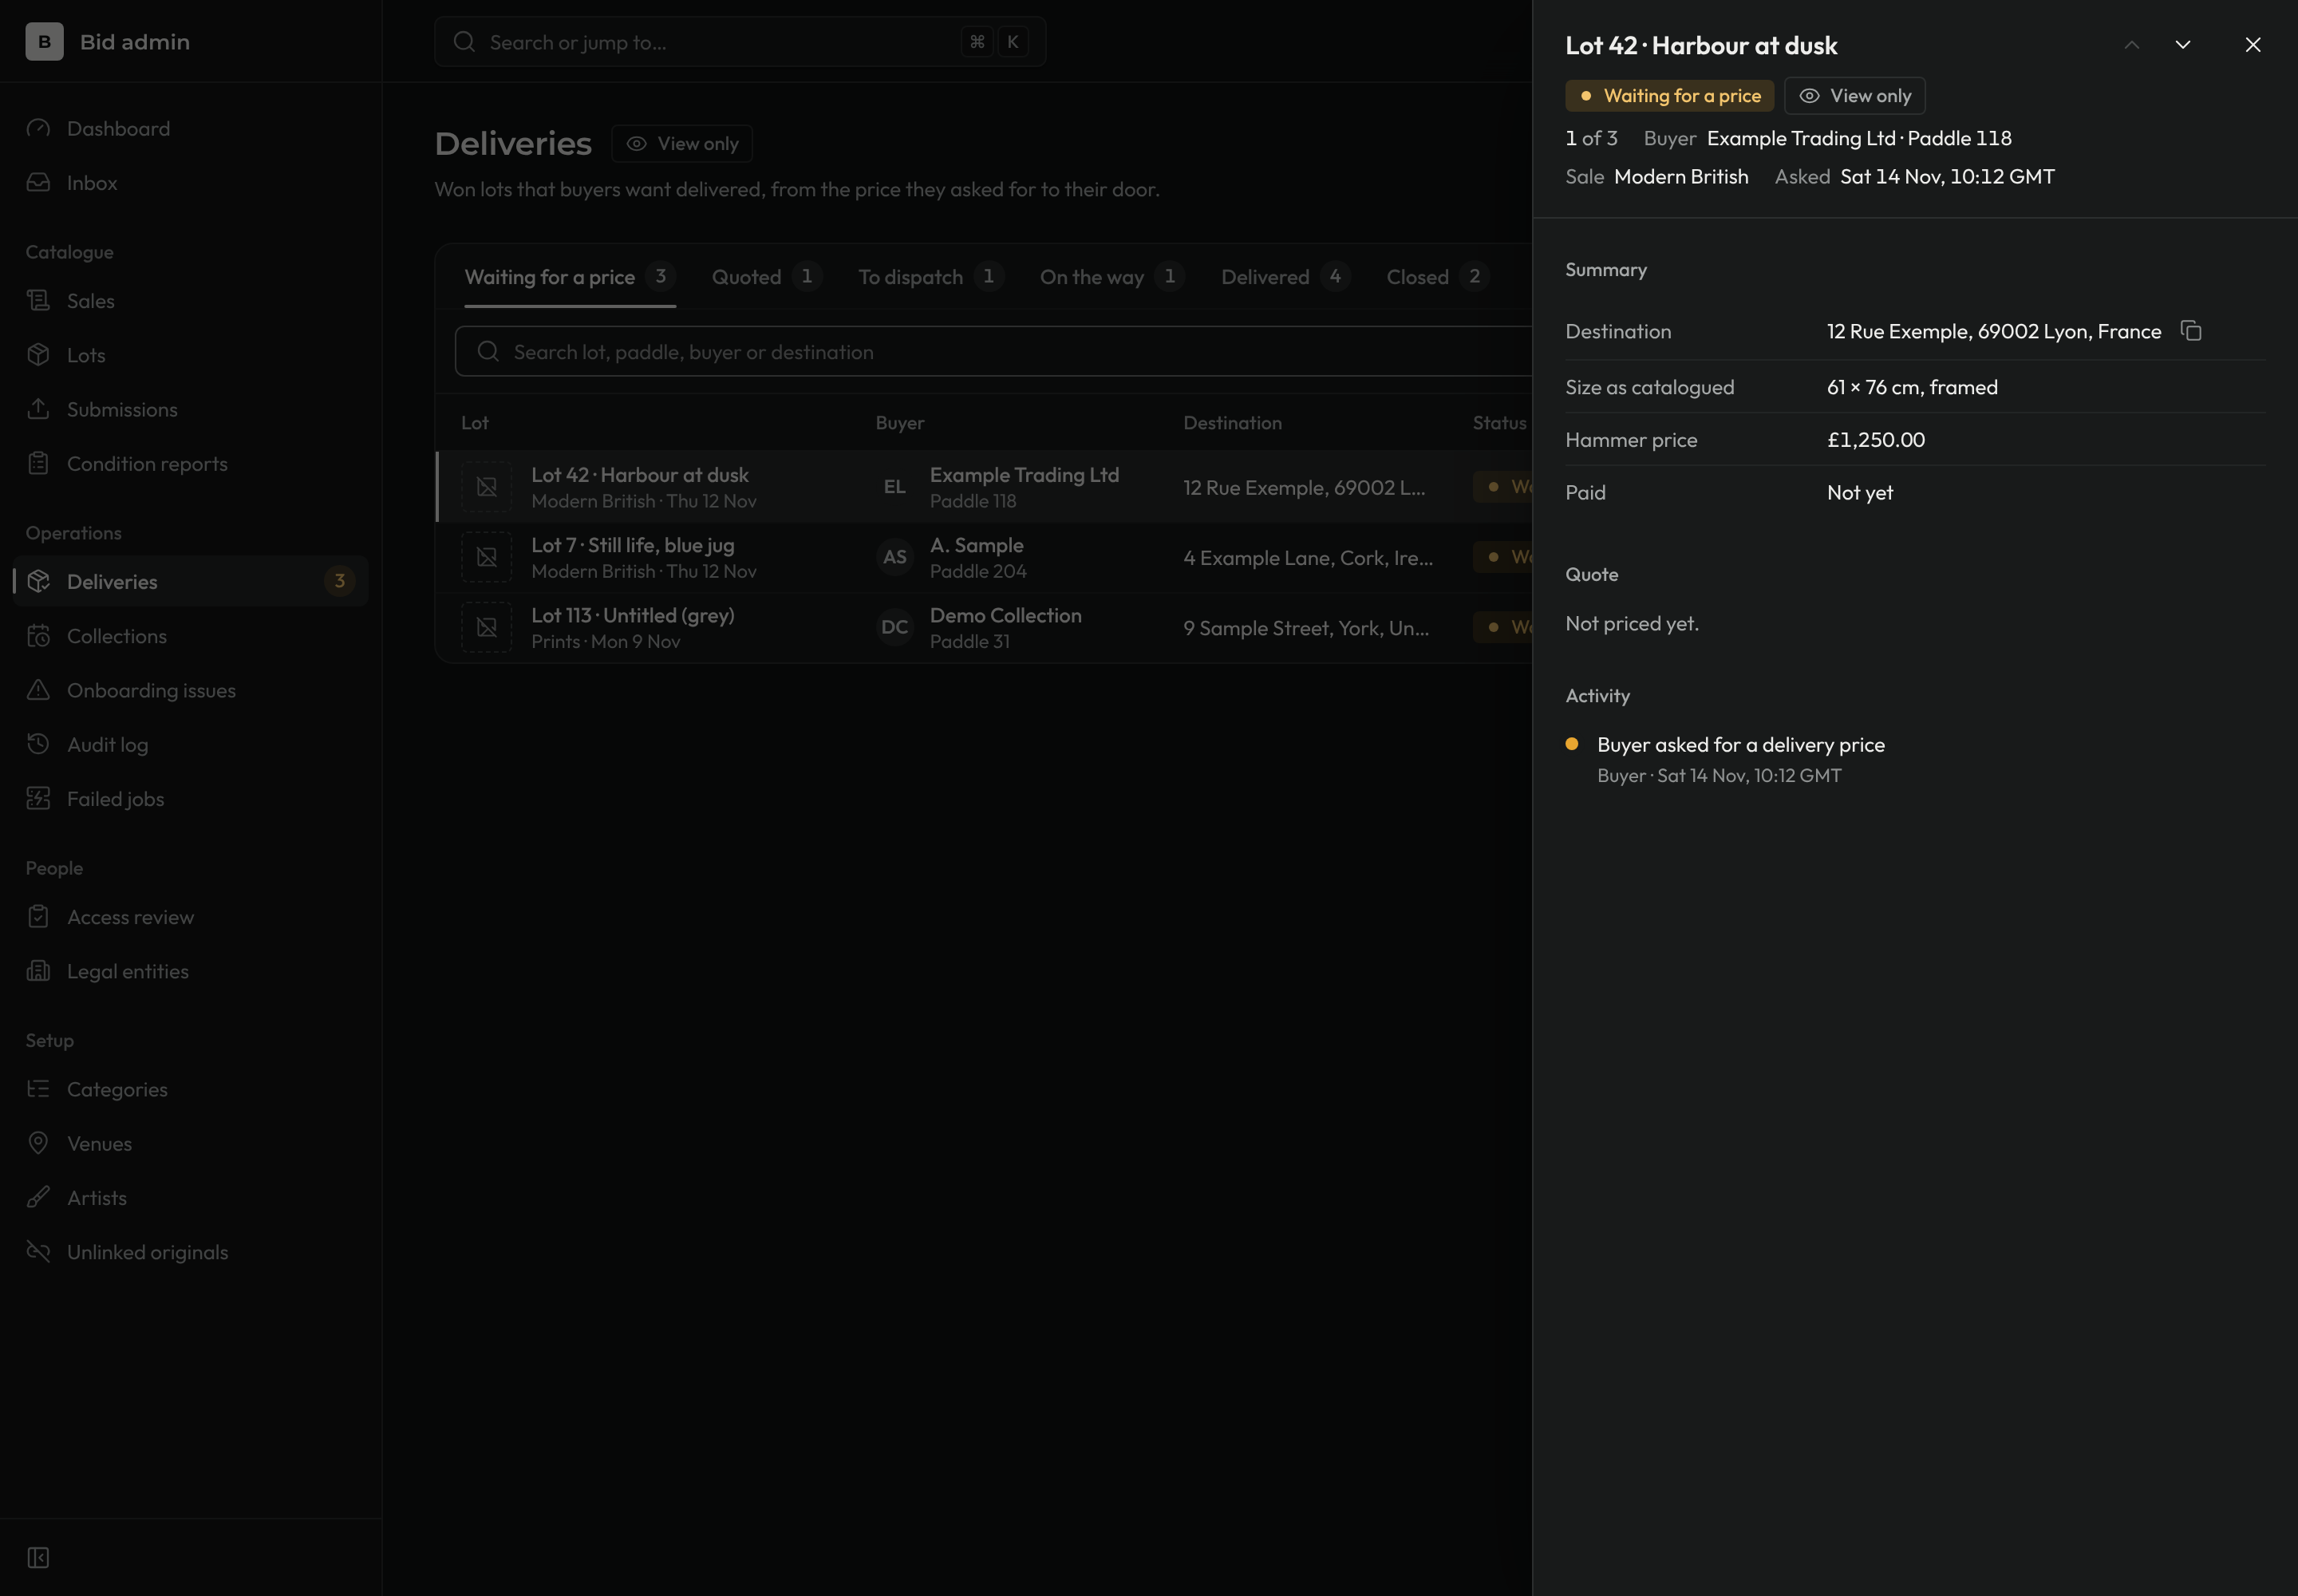 B Bid admin
Search or jump to... ⌘ K
Dashboard
Inbox
Catalogue
Sales
Lots
Submissions
Condition reports
Operations
Deliveries 3
Collections
Onboarding issues
Audit log
Failed jobs
People
Access review
Legal entities
Setup
Categories
Venues
Artists
Unlinked originals
Deliveries View only
Won lots that buyers want delivered, from the price they asked for to their door.
Waiting for a price 3 Quoted 1 To dispatch 1 On the way 1 Delivered 4 Closed 2
Search lot, paddle, buyer or destination
Lot Buyer Destination Status
Lot 42 · Harbour at dusk
Modern British · Thu 12 Nov
EL
Example Trading Ltd
Paddle 118
12 Rue Exemple, 69002 L...
Lot 7 · Still life, blue jug
Modern British · Thu 12 Nov
AS
A. Sample
Paddle 204
4 Example Lane, Cork, Ire...
Lot 113 · Untitled (grey)
Prints · Mon 9 Nov
DC
Demo Collection
Paddle 31
9 Sample Street, York, Un...
Lot 42 · Harbour at dusk
Waiting for a price View only
1 of 3 Buyer Example Trading Ltd · Paddle 118
Sale Modern British Asked Sat 14 Nov, 10:12 GMT
Summary
Destination 12 Rue Exemple, 69002 Lyon, France
Size as catalogued 61 × 76 cm, framed
Hammer price £1,250.00
Paid Not yet
Quote
Not priced yet.
Activity
Buyer asked for a delivery price
Buyer · Sat 14 Nov, 10:12 GMT